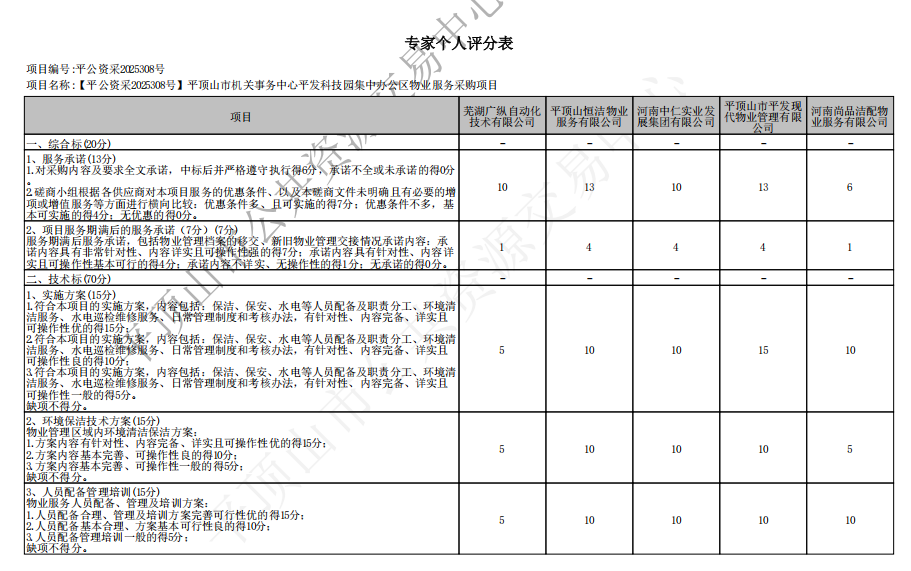 专家个人评分表
项目编号:平公资采2025308号
项目名称:【平公资采2025308号】平顶山市机关事务中心平发科技园集中办公区物业服务采购项目
项目 芜湖广纵自动化技术有限公司 平顶山恒洁物业服务有限公司 河南中仁实业发展集团有限公司 平顶山市平发现代物业管理有限公司 河南尚品洁配物业服务有限公司
一、综合标(20分) - - - - -
1、服务承诺(13分)
1.对采购内容及要求全文承诺，中标后并严格遵守执行得6分，承诺不全或未承诺的得0分
。
2.磋商小组根据各供应商对本项目服务的优惠条件、以及本磋商文件未明确且有必要的增
项或增值服务等方面进行横向比较：优惠条件多、且可实施的得7分；优惠条件不多，基
本可实施的得4分；无优惠的得0分。
10 13 10 13 6
2、项目服务期满后的服务承诺（7分）(7分)
服务期满后服务承诺，包括物业管理档案的移交、新旧物业管理交接情况承诺内容；承
诺内容具有非常针对性、内容详实且可操作性强的得7分；承诺内容具有针对性、内容详
实且可操作性基本可行的得4分；承诺内容不详实、无操作性的得1分；无承诺的得0分。
1 4 4 4 1
二、技术标(70分) - - - - -
1、实施方案(15分)
1.符合本项目的实施方案，内容包括：保洁、保安、水电等人员配备及职责分工、环境清
洁服务、水电巡检维修服务、日常管理制度和考核办法，有针对性、内容完备、详实且
可操作性优的得15分；
2.符合本项目的实施方案，内容包括：保洁、保安、水电等人员配备及职责分工、环境清
洁服务、水电巡检维修服务、日常管理制度和考核办法，有针对性、内容完备、详实且
可操作性良的得10分；
3.符合本项目的实施方案，内容包括：保洁、保安、水电等人员配备及职责分工、环境清
洁服务、水电巡检维修服务、日常管理制度和考核办法，有针对性、内容完备、详实且
可操作性一般的得5分。
缺项不得分。
5 10 10 15 10
2、环境保洁技术方案(15分)
物业管理区域内环境清洁保洁方案：
1.方案内容有针对性、内容完备、详实且可操作性优的得15分；
2.方案内容基本完善、可操作性良的得10分；
3.方案内容基本完善、可操作性一般的得5分；
缺项不得分。
5 10 10 10 5
3、人员配备管理培训(15分)
物业服务人员配备、管理及培训方案：
1.人员配备合理、管理及培训方案完善可行性优的得15分；
2.人员配备基本合理、方案基本可行性良的得10分；
3.人员配备管理培训一般的得5分；
缺项不得分。
5 10 10 10 10
平顶山市公共资源交易中心
平顶山市公共资源交易中心